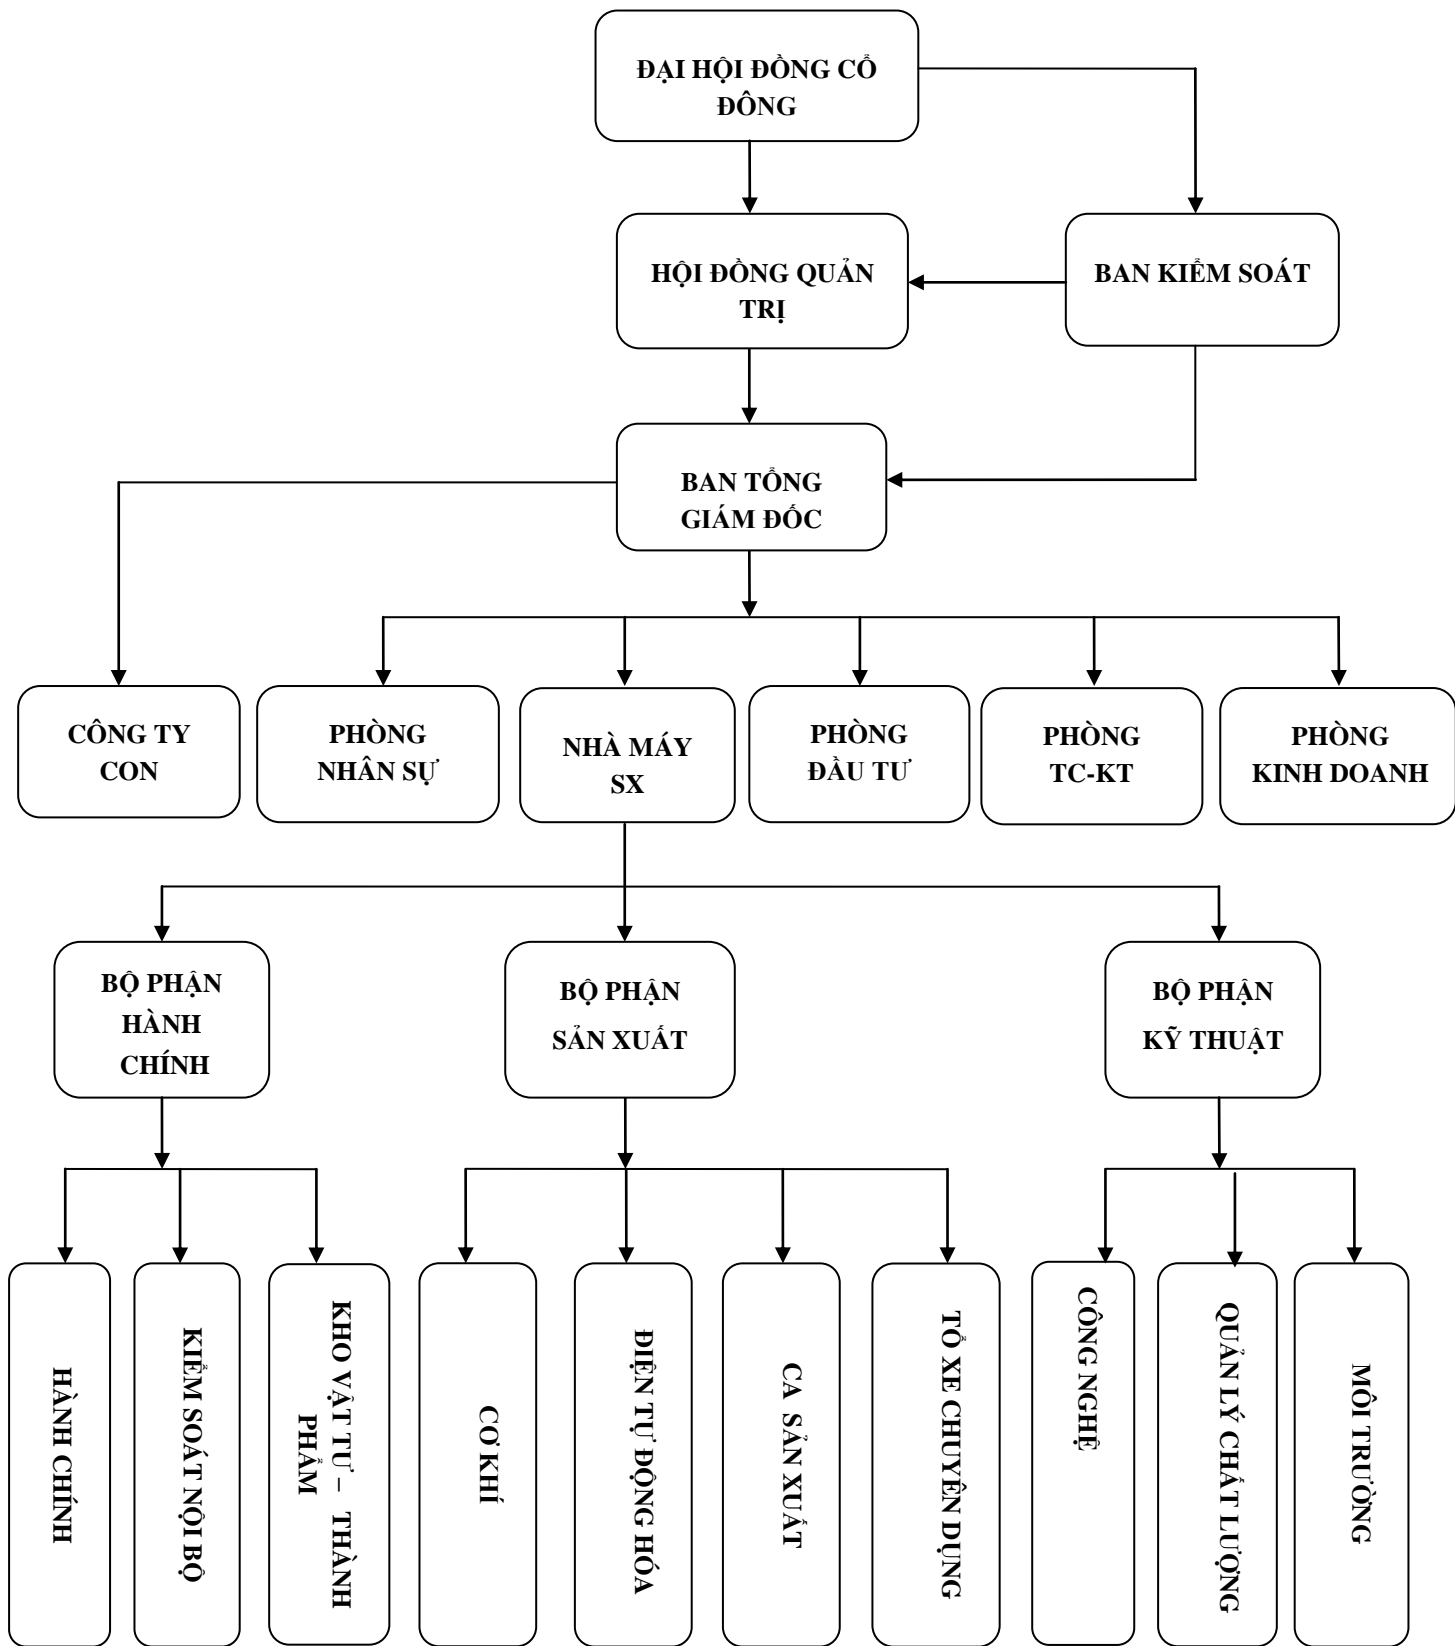 ĐẠI HỘI ĐỒNG CỔ
ĐÔNG
HỘI ĐỒNG QUẢN
TRỊ
BAN KIỂM SOÁT
BAN TỔNG
GIÁM ĐỐC
CÔNG TY
CON
PHÒNG
NHÂN SỰ
NHÀ MÁY
SX
PHÒNG
ĐẦU TƯ
PHÒNG
TC-KT
PHÒNG
KINH DOANH
BỘ PHẬN
HÀNH
CHÍNH
BỘ PHẬN
SẢN XUẤT
BỘ PHẬN
KỸ THUẬT
HÀNH CHÍNH
KIỂM SOÁT NỘI BỘ
KHO VẬT TƯ – THÀNH
PHẨM
CƠ KHÍ
ĐIỆN TỰ ĐỘNG HÓA
CA SẢN XUẤT
TỔ XE CHUYÊN DỤNG
CÔNG NGHỆ
QUẢN LÝ CHẤT LƯỢNG
MÔI TRƯỜNG